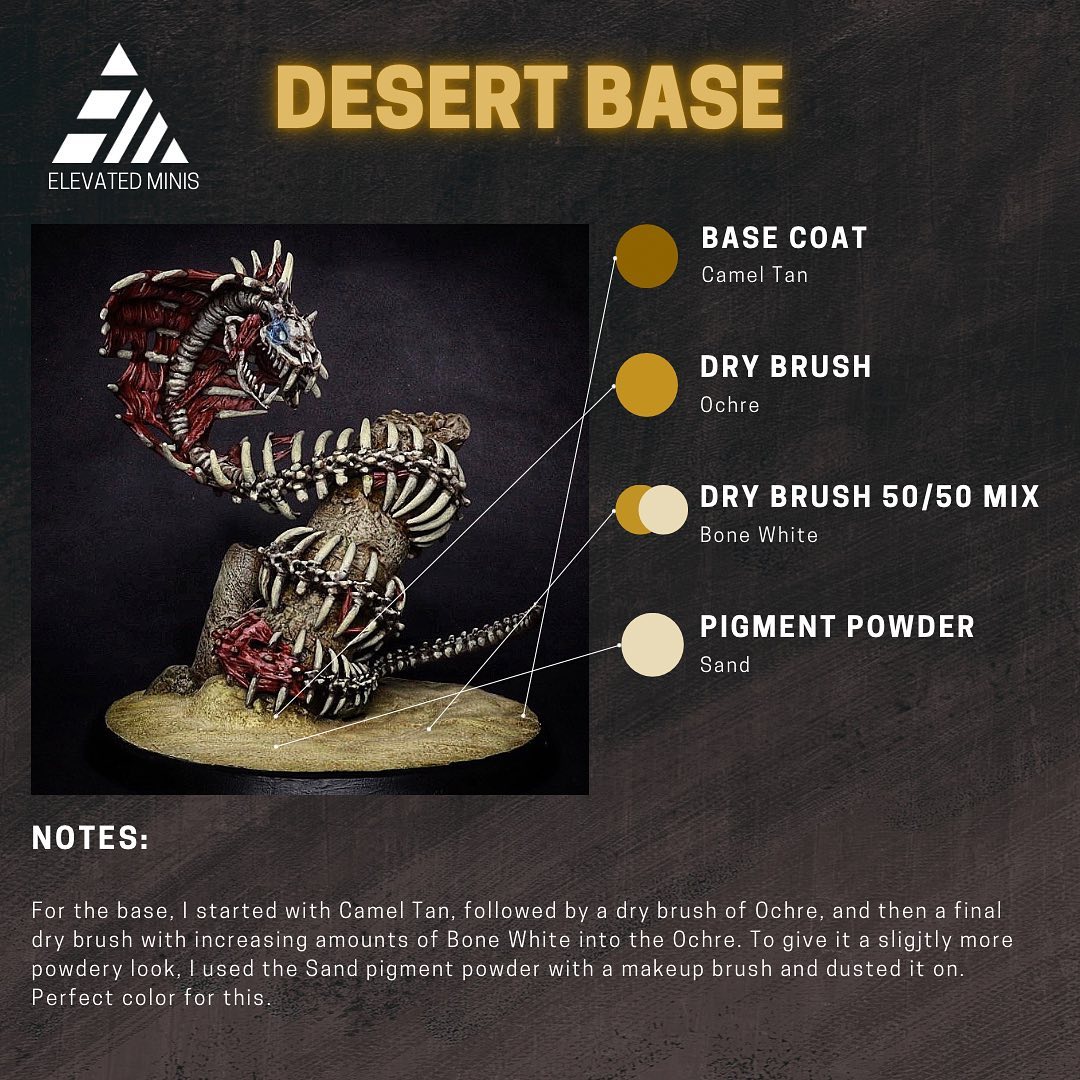 DESERT BASE
ELEVATED MINIS
BASE COAT
Camel Tan
DRY BRUSH
Ochre
DRY BRUSH 50/50 MIX
Bone White
PIGMENT POWDER
Sand
NOTES:
For the base, I started with Camel Tan, followed by a dry brush of Ochre, and then a final
dry brush with increasing amounts of Bone White into the Ochre. To give it a sligjtly more
powdery look, I used the Sand pigment powder with a makeup brush and dusted it on.
Perfect color for this.